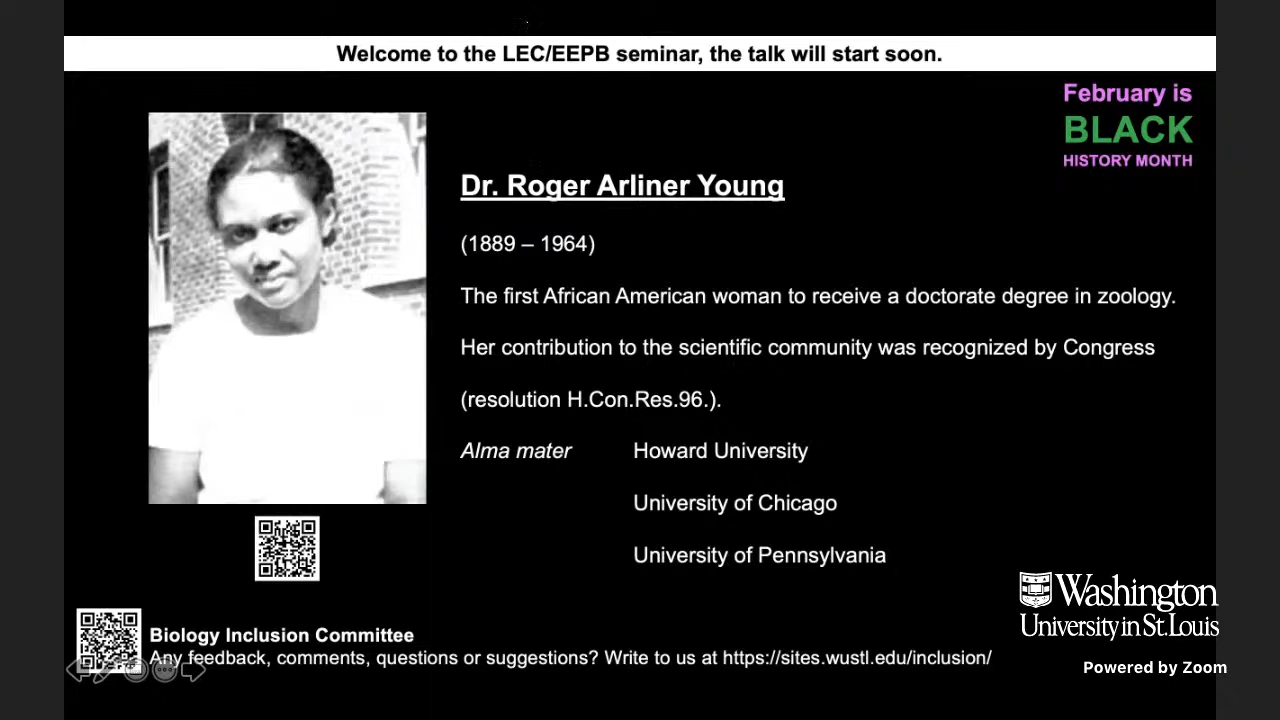 Welcome to the LEC/EEPB seminar, the talk will start soon.
February is
BLACK
HISTORY MONTH
Dr. Roger Arliner Young
(1889 – 1964)
The first African American woman to receive a doctorate degree in zoology.
Her contribution to the scientific community was recognized by Congress
(resolution H.Con.Res.96.).
Alma mater Howard University
University of Chicago
University of Pennsylvania
Biology Inclusion Committee
Any feedback, comments, questions or suggestions? Write to us at https://sites.wustl.edu/inclusion/
Washington
University in St. Louis
Powered by Zoom